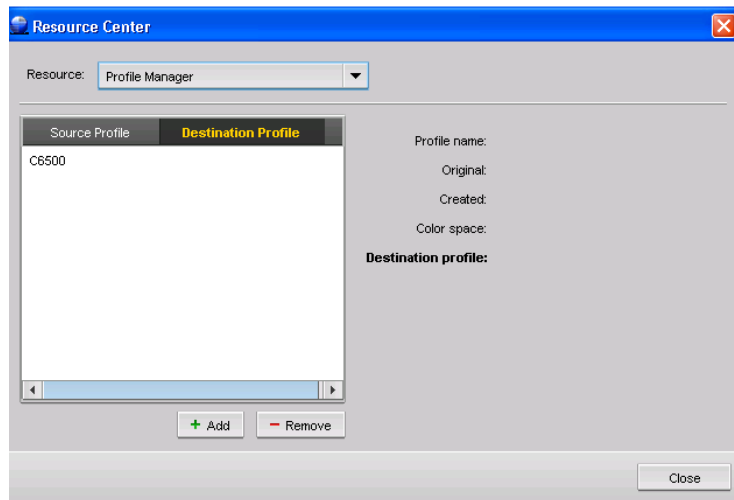 Resource Center
Resource: Profile Manager
Source Profile Destination Profile
C6500
Profile name:
Original:
Created:
Color space:
Destination profile:
+ Add - Remove
Close